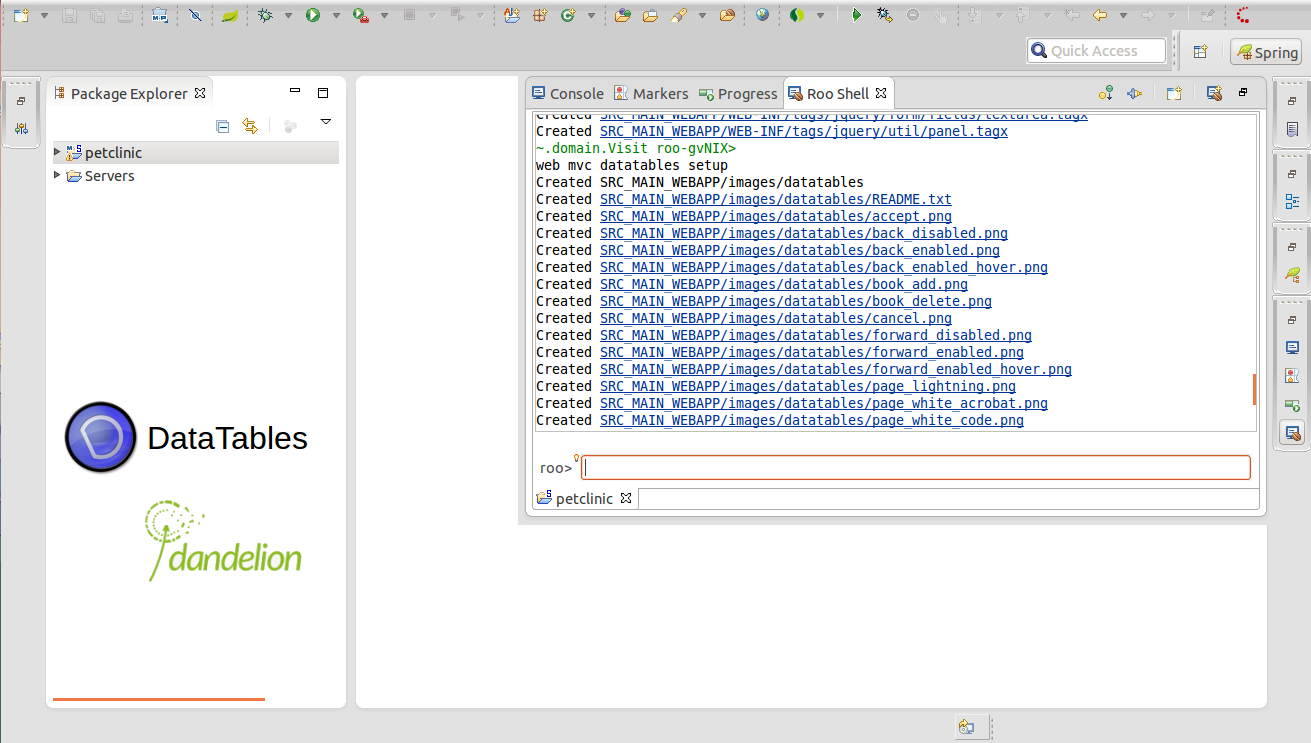 Quick Access
Spring
Package Explorer
petclinic
Servers
DataTables
dandelion
Console
Markers
Progress
Roo Shell
Created SRC_MAIN_WEBAPP/WEB-INF/tags/jquery/form/fields/textarea.tagx
Created SRC_MAIN_WEBAPP/WEB-INF/tags/jquery/util/panel.tagx
~.domain.Visit roo-gvNIX>
web mvc datatables setup
Created SRC_MAIN_WEBAPP/images/datatables
Created SRC_MAIN_WEBAPP/images/datatables/README.txt
Created SRC_MAIN_WEBAPP/images/datatables/accept.png
Created SRC_MAIN_WEBAPP/images/datatables/back_disabled.png
Created SRC_MAIN_WEBAPP/images/datatables/back_enabled.png
Created SRC_MAIN_WEBAPP/images/datatables/back_enabled_hover.png
Created SRC_MAIN_WEBAPP/images/datatables/book_add.png
Created SRC_MAIN_WEBAPP/images/datatables/book_delete.png
Created SRC_MAIN_WEBAPP/images/datatables/cancel.png
Created SRC_MAIN_WEBAPP/images/datatables/forward_disabled.png
Created SRC_MAIN_WEBAPP/images/datatables/forward_enabled.png
Created SRC_MAIN_WEBAPP/images/datatables/forward_enabled_hover.png
Created SRC_MAIN_WEBAPP/images/datatables/page_lightning.png
Created SRC_MAIN_WEBAPP/images/datatables/page_white_acrobat.png
Created SRC_MAIN_WEBAPP/images/datatables/page_white_code.png
roo>
petclinic